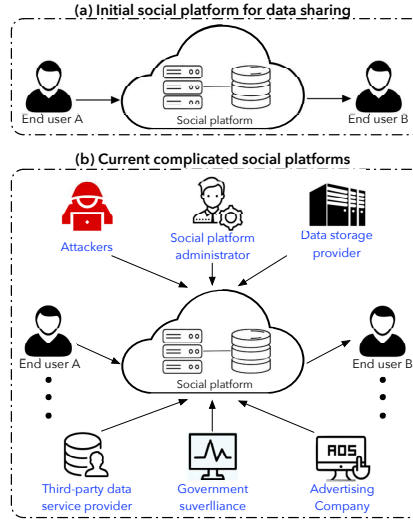 (a) Initial social platform for data sharing
End user A
Social platform
End user B
(b) Current complicated social platforms
Attackers
Social platform
administrator
Data storage
provider
End user A
Social platform
End user B
Third-party data
service provider
Government
suverlliance
ADS
Advertising
Company